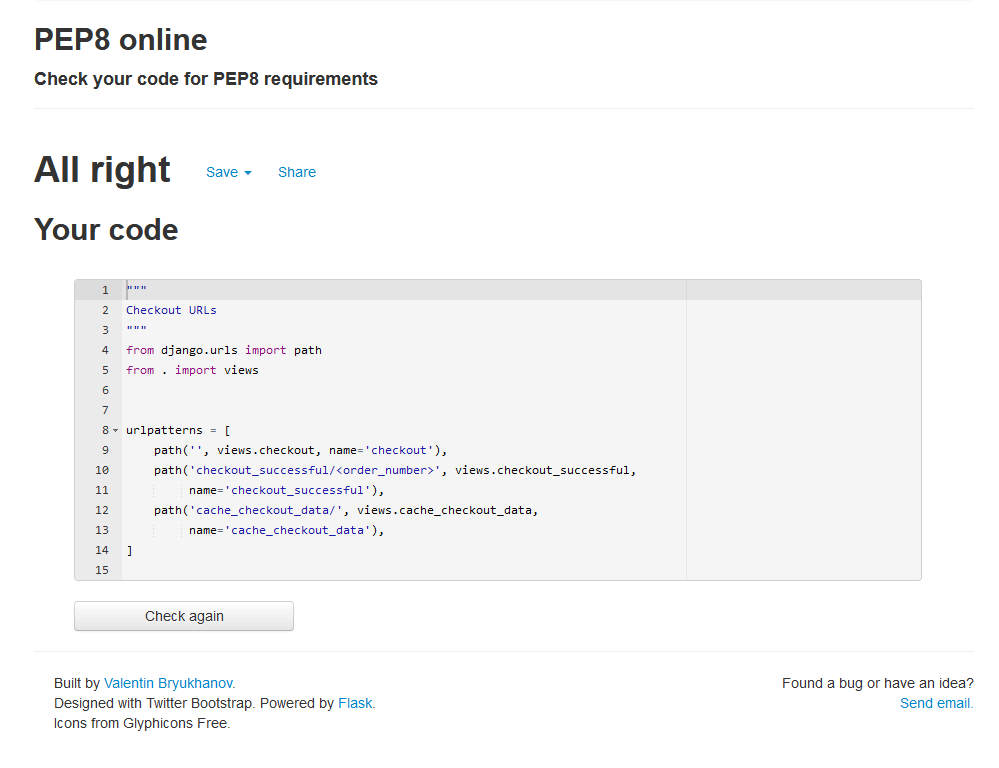 PEP8 online
Check your code for PEP8 requirements
All right Save Share
Your code
1 """
2 Checkout URLs
3 """
4 from django.urls import path
5 from . import views
6
7
8 urlpatterns = [
9     path('', views.checkout, name='checkout'),
10     path('checkout_successful/<order_number>', views.checkout_successful,
11          name='checkout_successful'),
12     path('cache_checkout_data/', views.cache_checkout_data,
13          name='cache_checkout_data'),
14 ]
15
Check again
Built by Valentin Bryukhanov.
Designed with Twitter Bootstrap. Powered by Flask.
Icons from Glyphicons Free.
Found a bug or have an idea?
Send email.